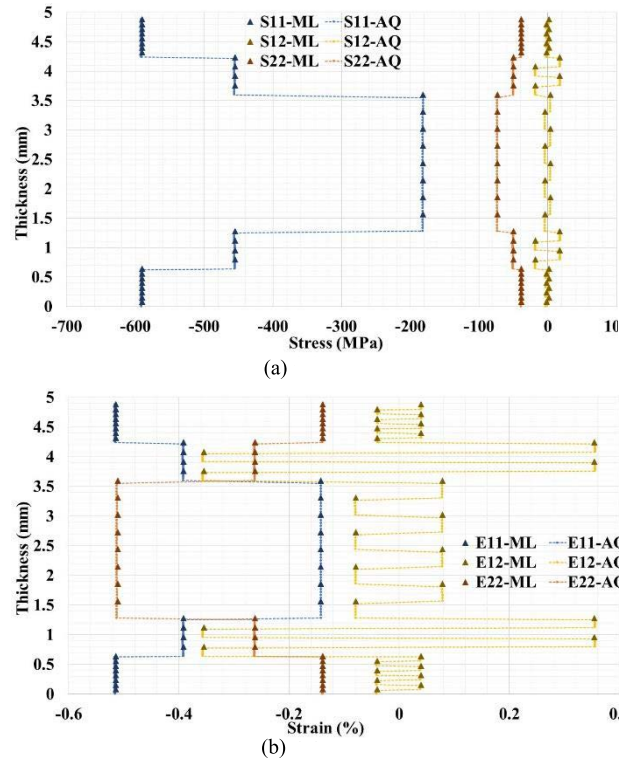 5
4.5
4
3.5
3
2.5
2
1.5
1
0.5
0
Thickness (mm)
S11-ML S11-AQ
S12-ML S12-AQ
S22-ML S22-AQ
-700 -600 -500 -400 -300 -200 -100 0 10
Stress (MPa)
(a)
5
4.5
4
3.5
3
2.5
2
1.5
1
0.5
0
Thickness (mm)
E11-ML E11-AQ
E12-ML E12-AQ
E22-ML E22-AQ
-0.6 -0.4 -0.2 0 0.2 0.
Strain (%)
(b)